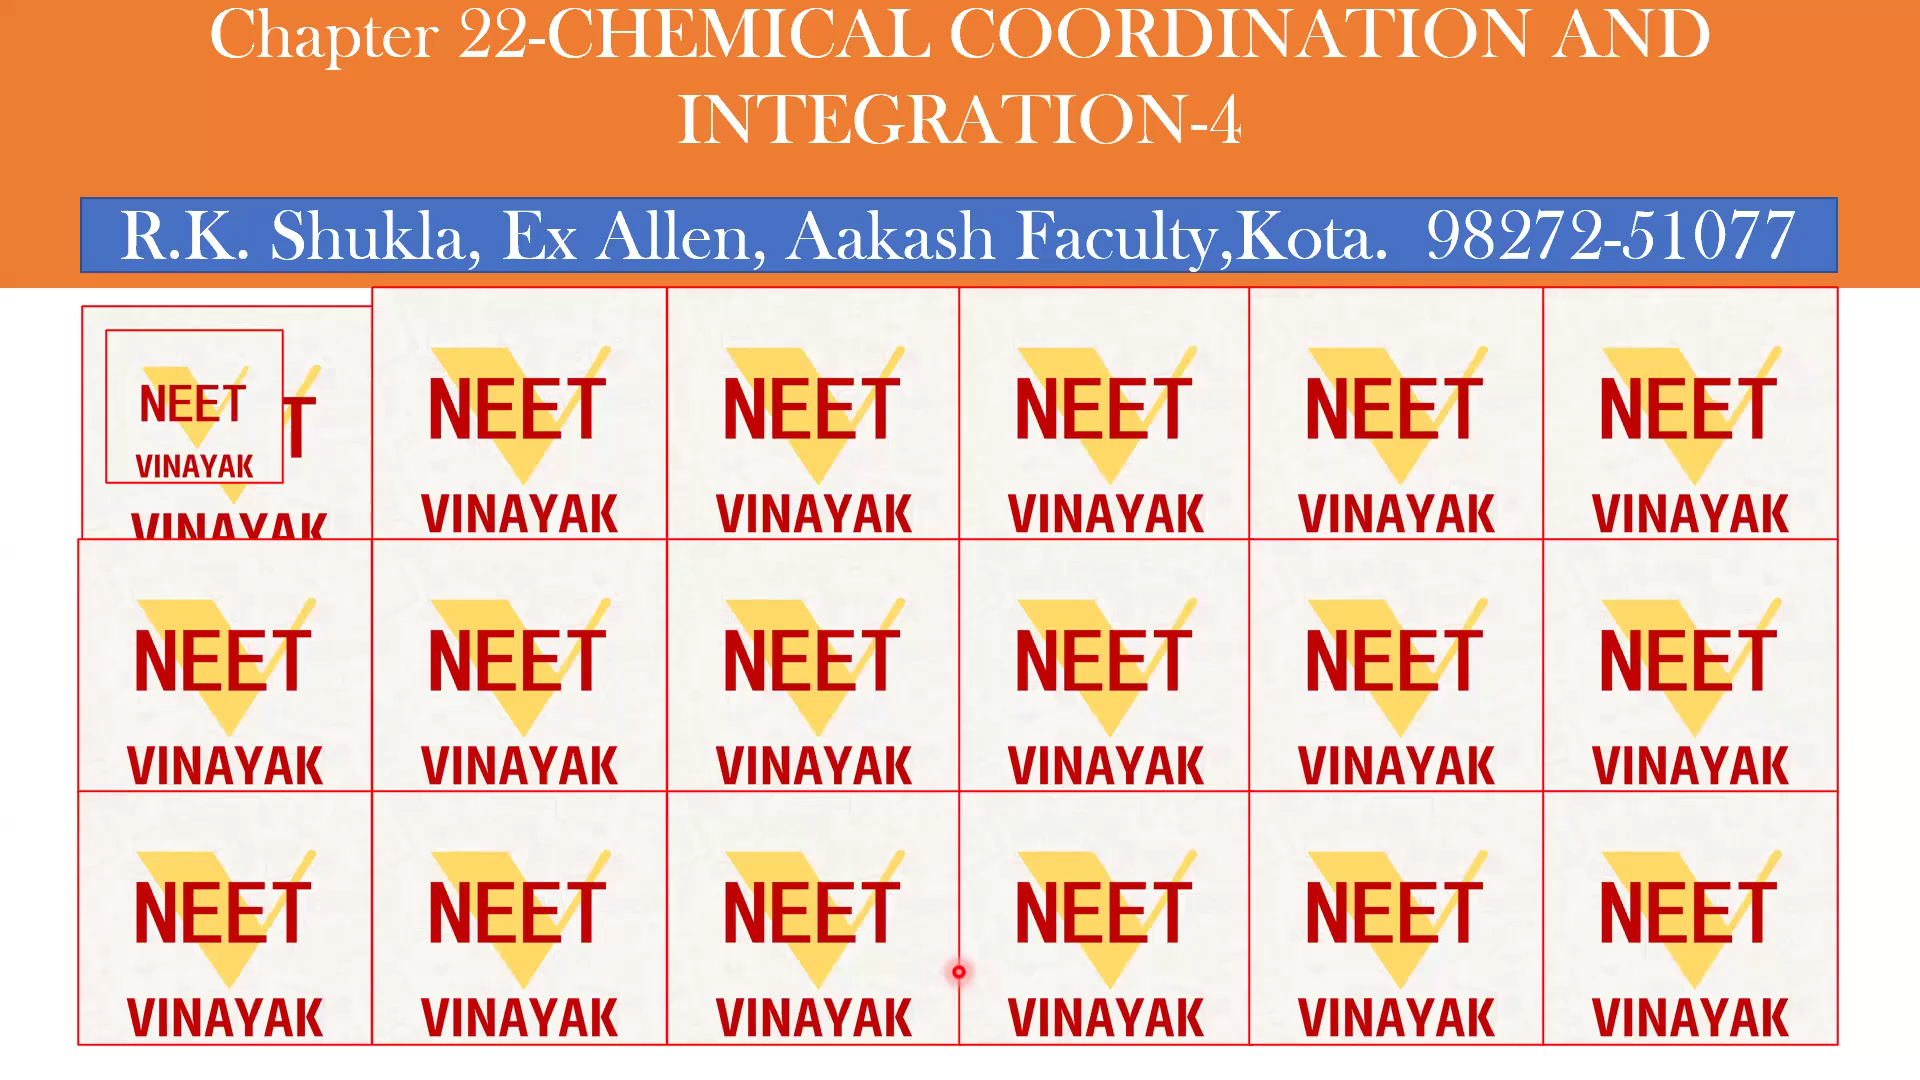 Chapter 22-CHEMICAL COORDINATION AND
INTEGRATION-4
R.K. Shukla, Ex Allen, Aakash Faculty,Kota. 98272-51077
NEET T NEET NEET NEET NEET NEET
VINAYAK VINAYAK VINAYAK VINAYAK VINAYAK VINAYAK
VINAYAK
NEET NEET NEET NEET NEET NEET
VINAYAK VINAYAK VINAYAK VINAYAK VINAYAK VINAYAK
NEET NEET NEET NEET NEET NEET
VINAYAK VINAYAK VINAYAK VINAYAK VINAYAK VINAYAK